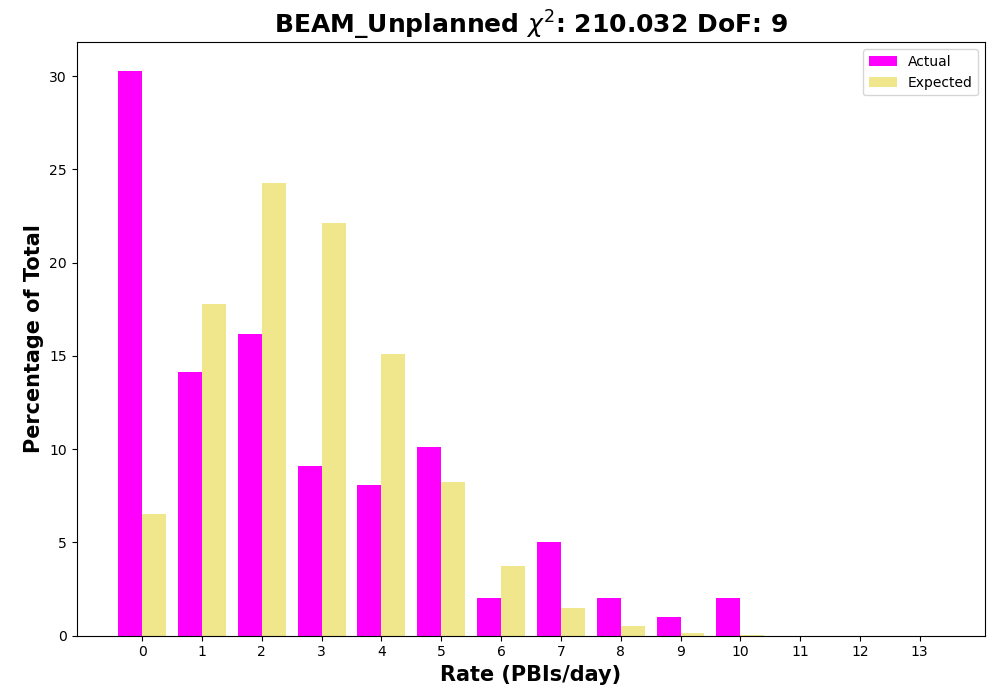 BEAM_Unplanned χ²: 210.032 DoF: 9
Actual
Expected
Percentage of Total
30
25
20
15
10
5
0
0 1 2 3 4 5 6 7 8 9 10 11 12 13
Rate (PBIs/day)